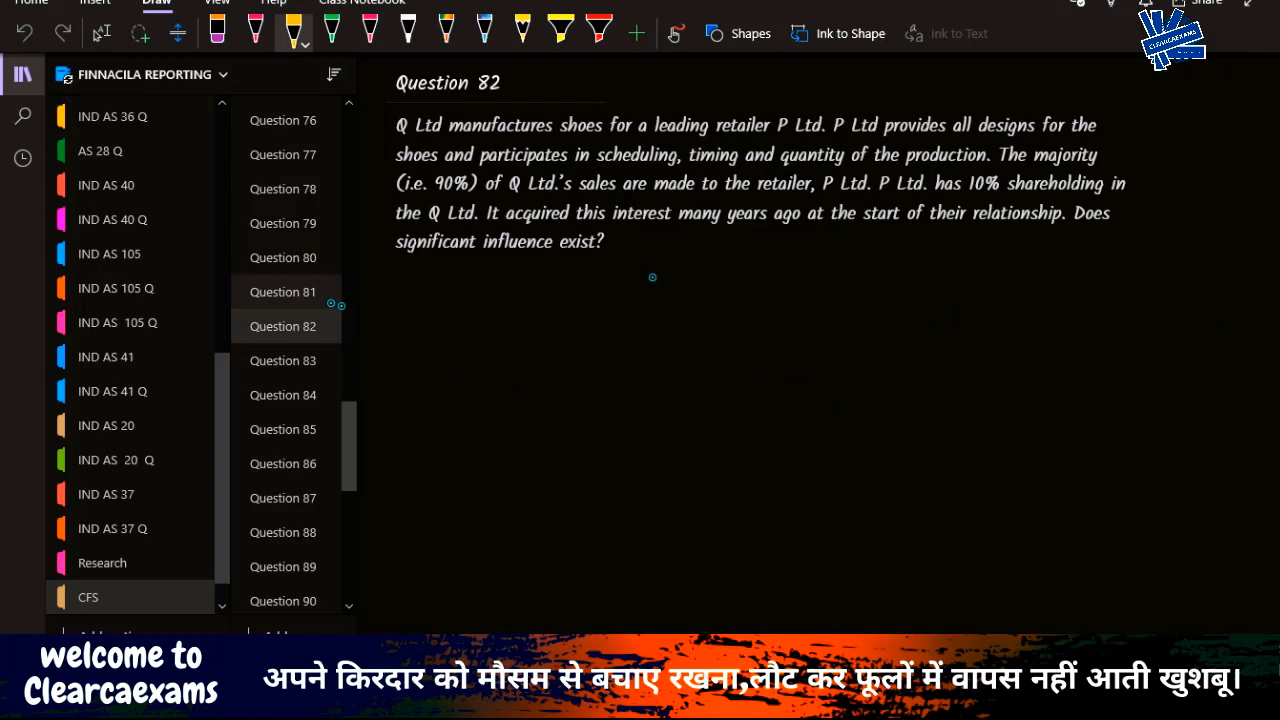 Home Insert Draw View Help Class Notebook Share
Shapes Ink to Shape Ink to Text
CLEARCAEXAMS
FINNACILA REPORTING
IND AS 36 Q
AS 28 Q
IND AS 40
IND AS 40 Q
IND AS 105
IND AS 105 Q
IND AS  105 Q
IND AS 41
IND AS 41 Q
IND AS 20
IND AS  20  Q
IND AS 37
IND AS 37 Q
Research
CFS
Question 76
Question 77
Question 78
Question 79
Question 80
Question 81
Question 82
Question 83
Question 84
Question 85
Question 86
Question 87
Question 88
Question 89
Question 90
Question 82
Q Ltd manufactures shoes for a leading retailer P Ltd. P Ltd provides all designs for the
shoes and participates in scheduling, timing and quantity of the production. The majority
(i.e. 90%) of Q Ltd.'s sales are made to the retailer, P Ltd. P Ltd. has 10% shareholding in
the Q Ltd. It acquired this interest many years ago at the start of their relationship. Does
significant influence exist?
welcome to
Clearcaexams
अपने किरदार को मौसम से बचाए रखना,लौट कर फूलों में वापस नहीं आती खुशबू।